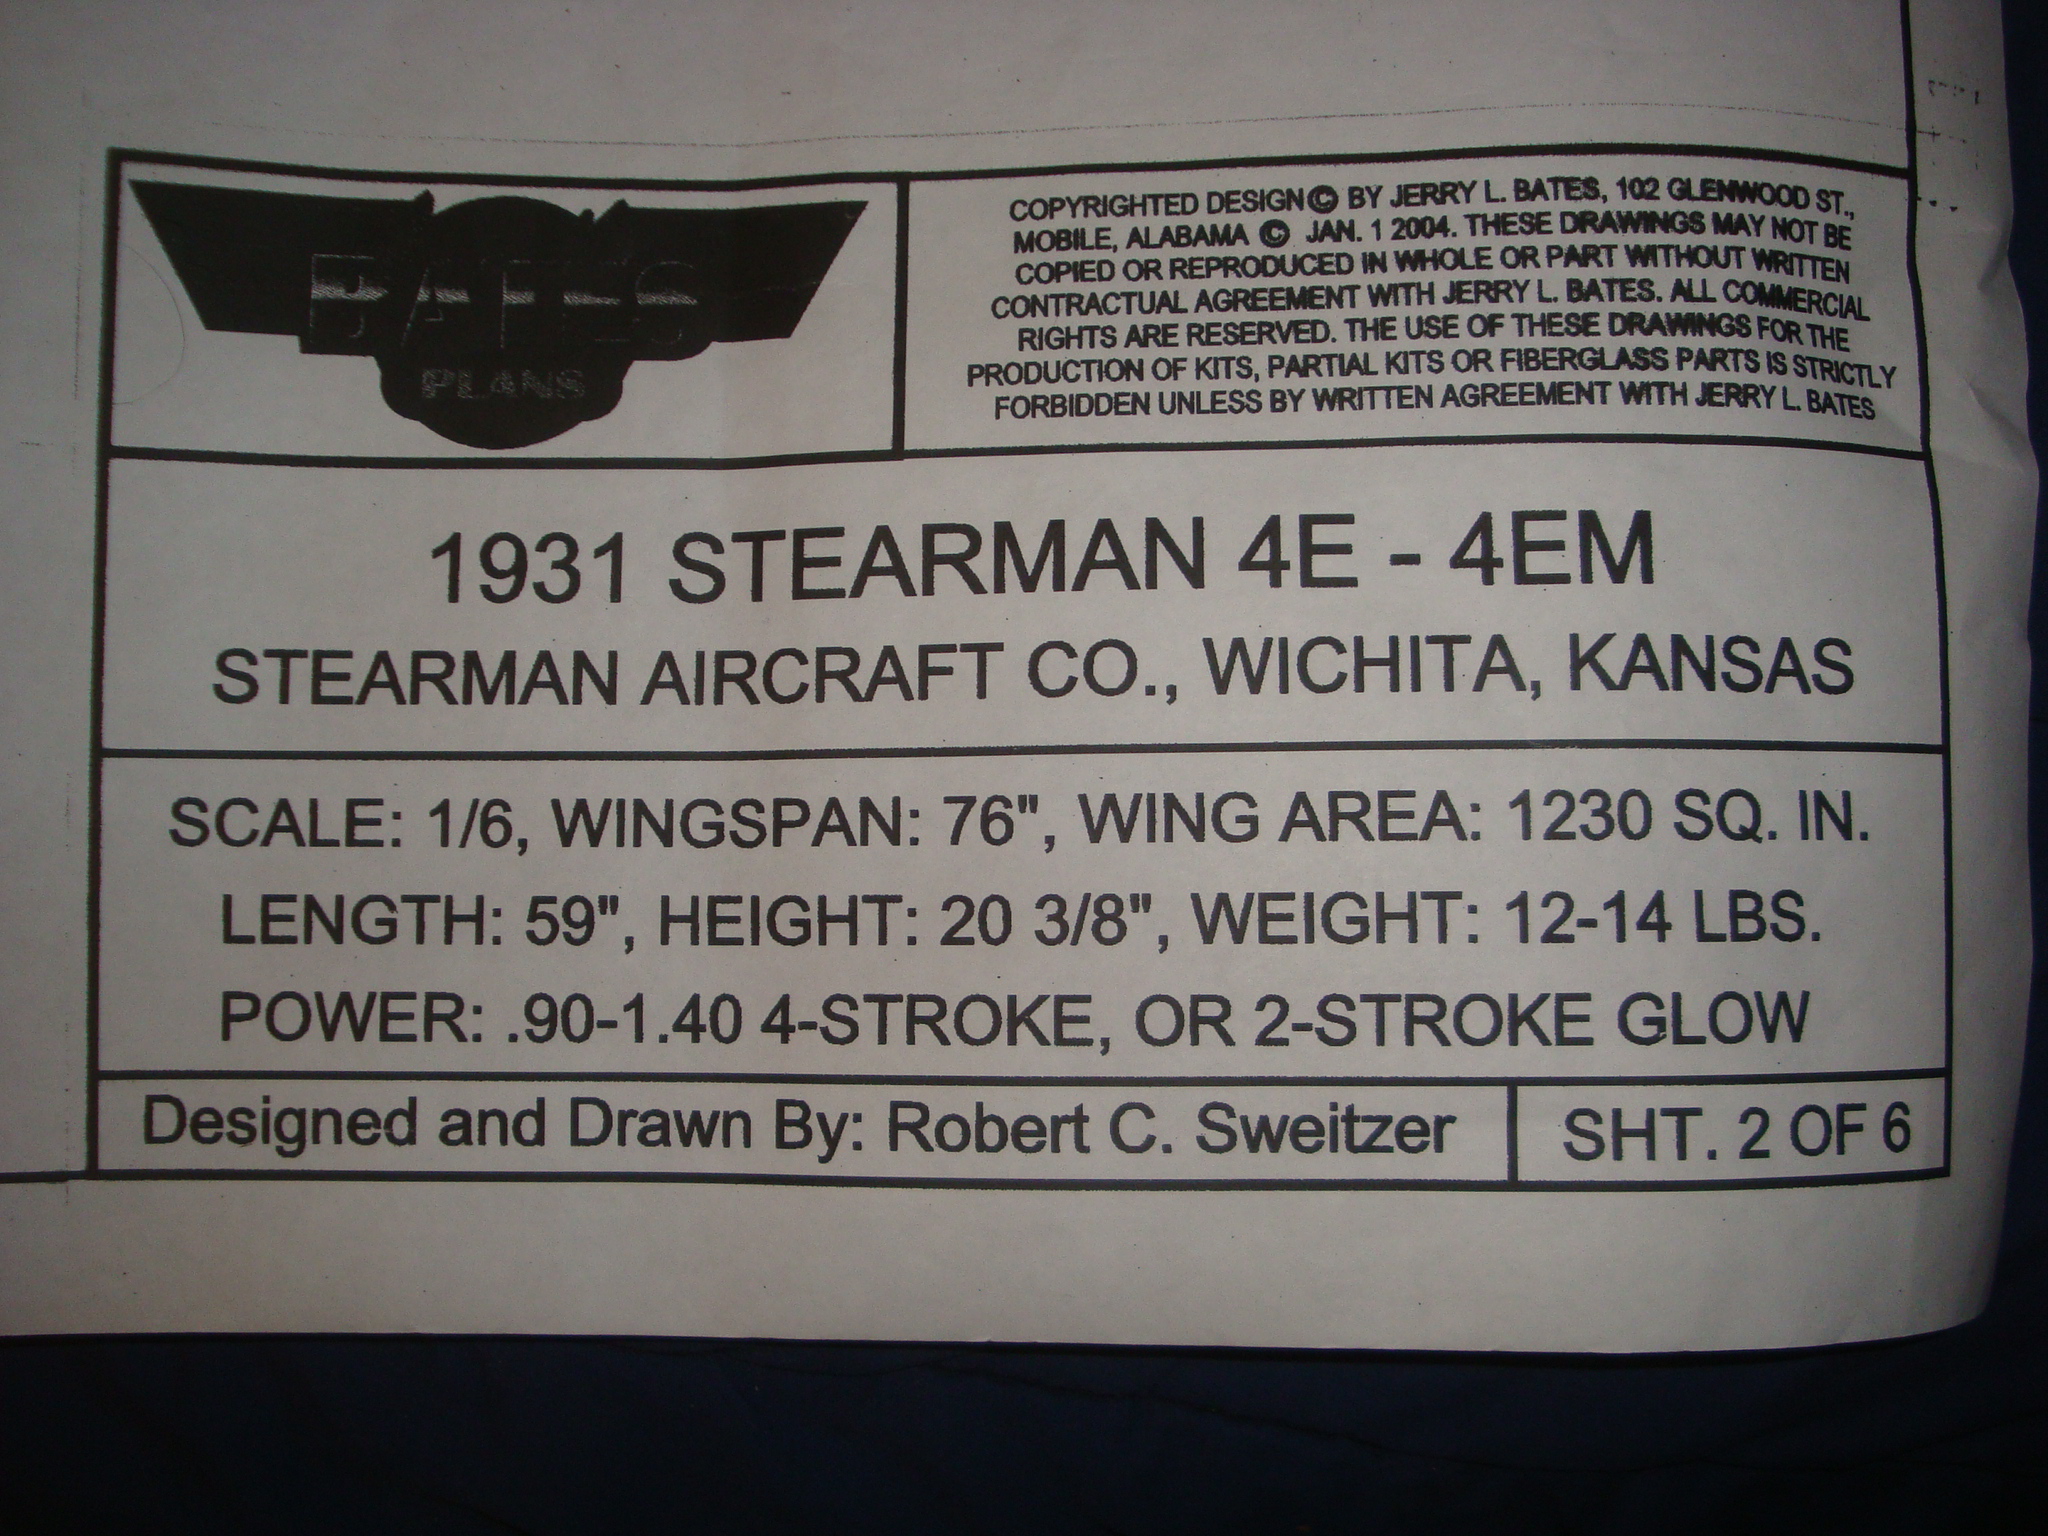 BATES
PLANS
COPYRIGHTED DESIGN© BY JERRY L. BATES, 102 GLENWOOD ST.,
MOBILE, ALABAMA © JAN. 1 2004. THESE DRAWINGS MAY NOT BE
COPIED OR REPRODUCED IN WHOLE OR PART WITHOUT WRITTEN
CONTRACTUAL AGREEMENT WITH JERRY L. BATES. ALL COMMERCIAL
RIGHTS ARE RESERVED. THE USE OF THESE DRAWINGS FOR THE
PRODUCTION OF KITS, PARTIAL KITS OR FIBERGLASS PARTS IS STRICTLY
FORBIDDEN UNLESS BY WRITTEN AGREEMENT WITH JERRY L. BATES
1931 STEARMAN 4E - 4EM
STEARMAN AIRCRAFT CO., WICHITA, KANSAS
SCALE: 1/6, WINGSPAN: 76", WING AREA: 1230 SQ. IN.
LENGTH: 59", HEIGHT: 20 3/8", WEIGHT: 12-14 LBS.
POWER: .90-1.40 4-STROKE, OR 2-STROKE GLOW
Designed and Drawn By: Robert C. Sweitzer
SHT. 2 OF 6